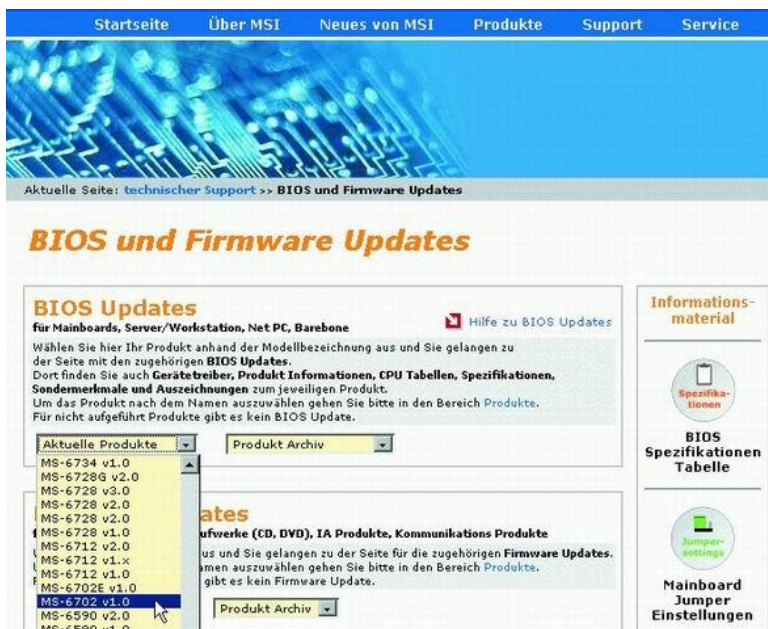 Startseite Über MSI Neues von MSI Produkte Support Service
Aktuelle Seite: technischer Support >> BIOS und Firmware Updates
BIOS und Firmware Updates
BIOS Updates
für Mainboards, Server/Workstation, Net PC, Barebone
Hilfe zu BIOS Updates
Wählen Sie hier Ihr Produkt anhand der Modellbezeichnung aus und Sie gelangen zu
der Seite mit den zugehörigen BIOS Updates.
Dort finden Sie auch Gerätetreiber, Produkt Informationen, CPU Tabellen, Spezifikationen,
Sondermerkmale und Auszeichnungen zum jeweiligen Produkt.
Um das Produkt nach dem Namen auszuwählen gehen Sie bitte in den Bereich Produkte.
Für nicht aufgeführt Produkte gibt es kein BIOS Update.
Aktuelle Produkte
Produkt Archiv
MS-6734 v1.0
MS-6728G v2.0
MS-6728 v3.0
MS-6728 v2.0
MS-6728 v2.0
MS-6728 v1.0
MS-6712 v2.0
MS-6712 v1.x
MS-6712 v1.0
MS-6702E v1.0
MS-6702 v1.0
MS-6590 v2.0
ates
ufwerke (CD, DVD), IA Produkte, Kommunikations Produkte
us und Sie gelangen zu der Seite für die zugehörigen Firmware Updates.
amen auszuwählen gehen Sie bitte in den Bereich Produkte.
gibt es kein Firmware Update.
Produkt Archiv
Informations-
material
Spezifika-
tionen
BIOS
Spezifikationen
Tabelle
Jumper-
settings
Mainboard
Jumper
Einstellungen